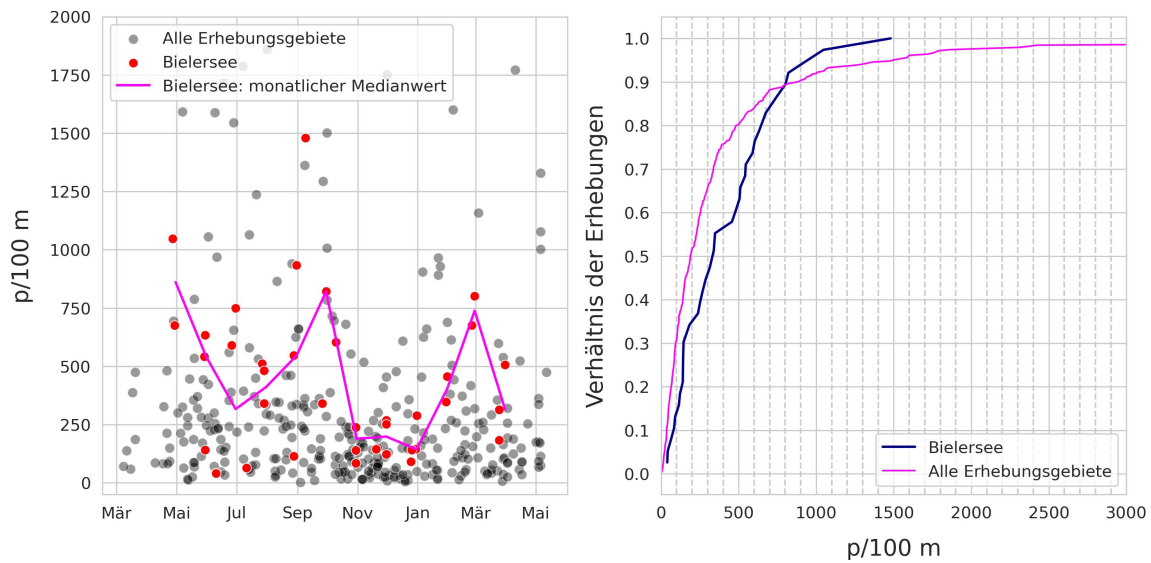 2000
1750
1500
1250
1000
750
500
250
0
p/100 m
Alle Erhebungsgebiete
Bielersee
Bielersee: monatlicher Medianwert
Mär
Mai
Jul
Sep
Nov
Jan
Mär
Mai
1.0
0.9
0.8
0.7
0.6
0.5
0.4
0.3
0.2
0.1
0.0
Verhältnis der Erhebungen
Bielersee
Alle Erhebungsgebiete
0
500
1000
1500
2000
2500
3000
p/100 m